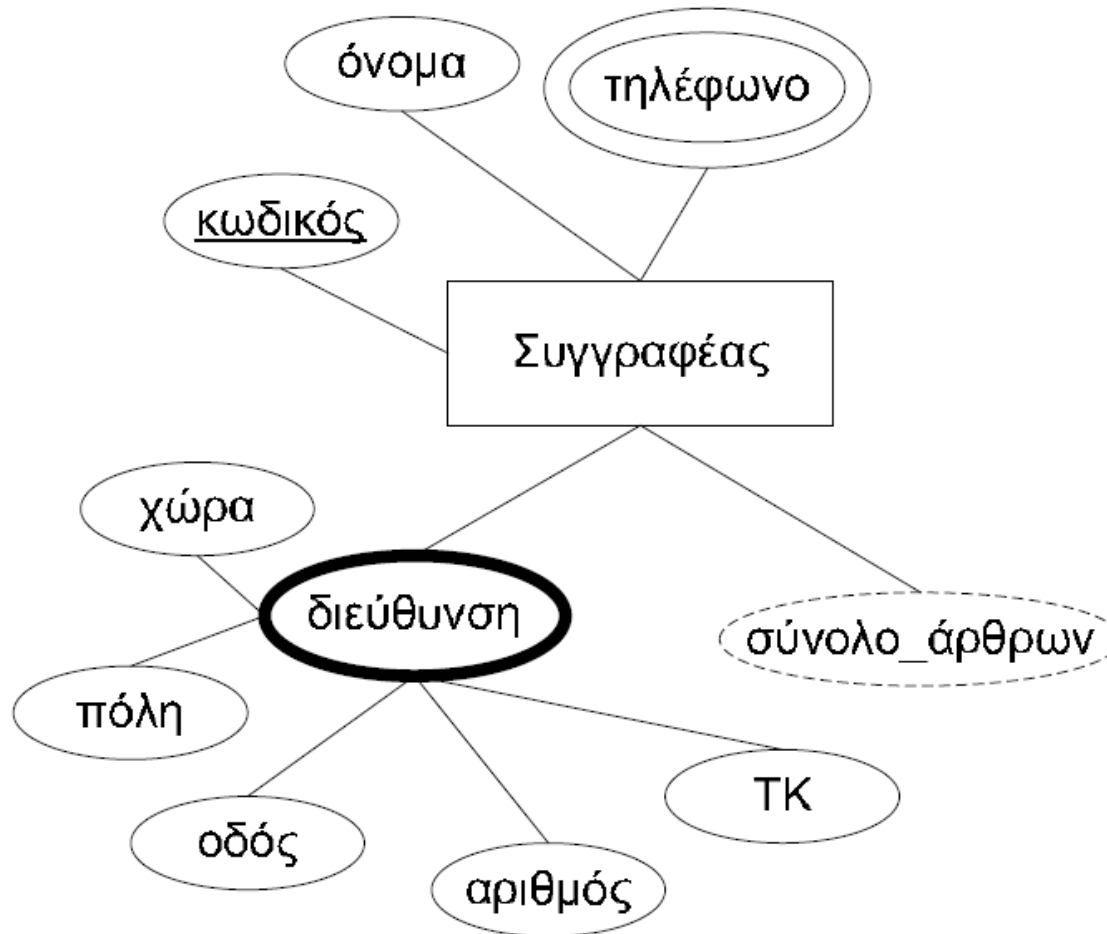 όνομα
τηλέφωνο
κωδικός
Συγγραφέας
χώρα
διεύθυνση
σύνολο_άρθρων
πόλη
ΤΚ
οδός
αριθμός